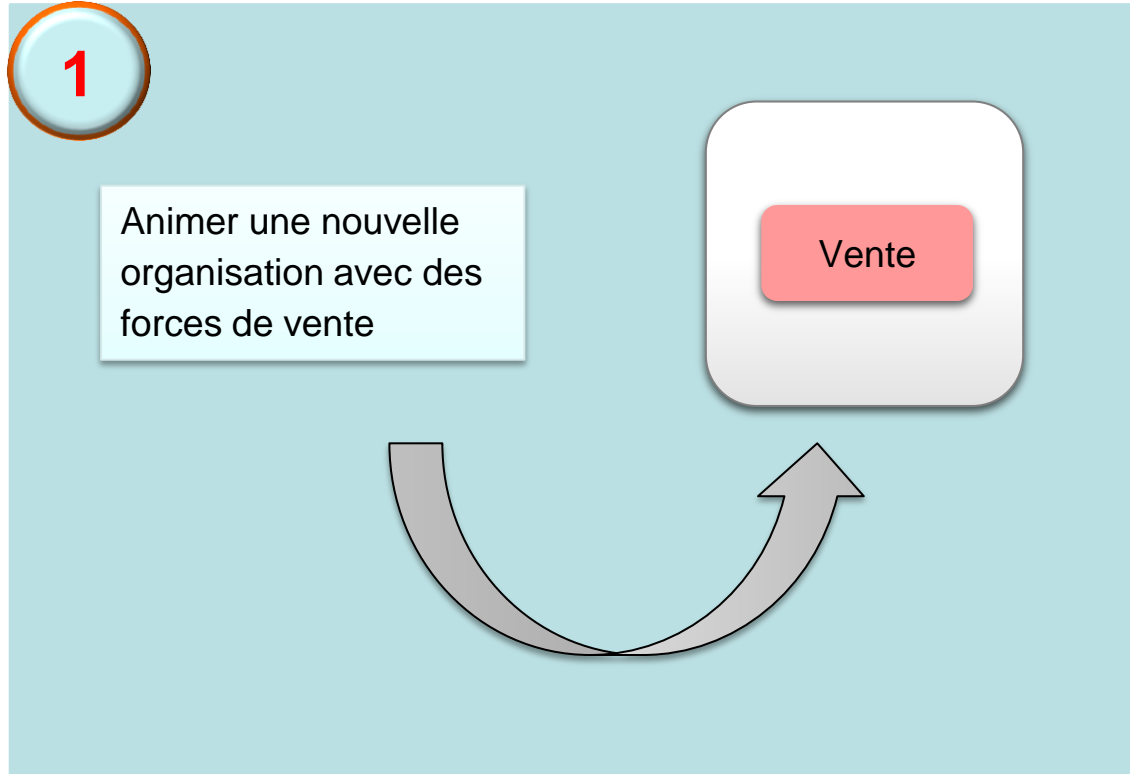 1
Animer une nouvelle
organisation avec des
forces de vente
Vente